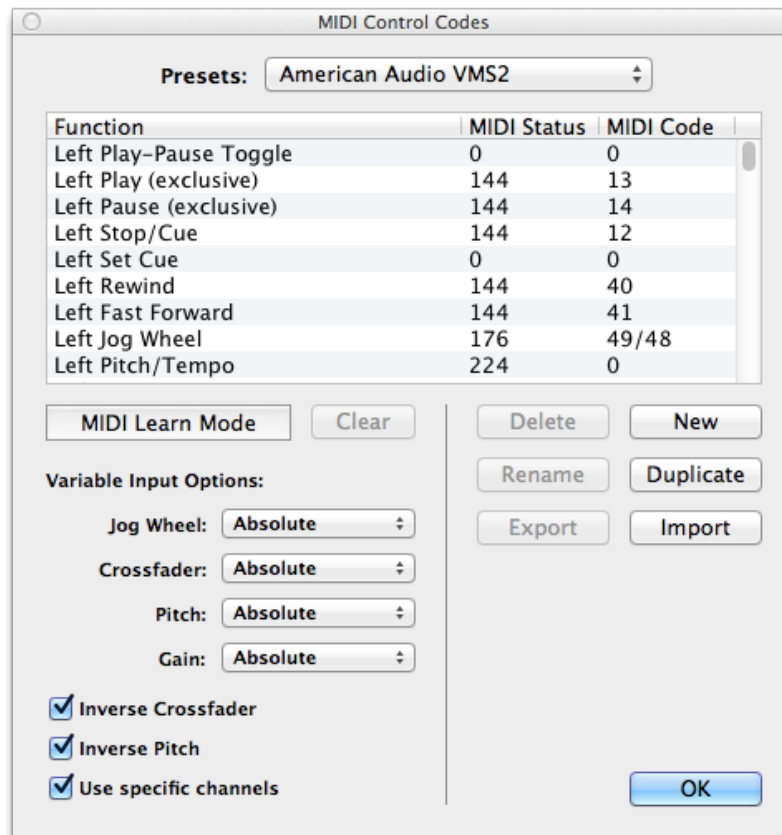 MIDI Control Codes
Presets: American Audio VMS2
Function MIDI Status MIDI Code
Left Play-Pause Toggle 0 0
Left Play (exclusive) 144 13
Left Pause (exclusive) 144 14
Left Stop/Cue 144 12
Left Set Cue 0 0
Left Rewind 144 40
Left Fast Forward 144 41
Left Jog Wheel 176 49/48
Left Pitch/Tempo 224 0
MIDI Learn Mode Clear Delete New
Variable Input Options: Rename Duplicate
Jog Wheel: Absolute Export Import
Crossfader: Absolute
Pitch: Absolute
Gain: Absolute
Inverse Crossfader
Inverse Pitch
Use specific channels OK